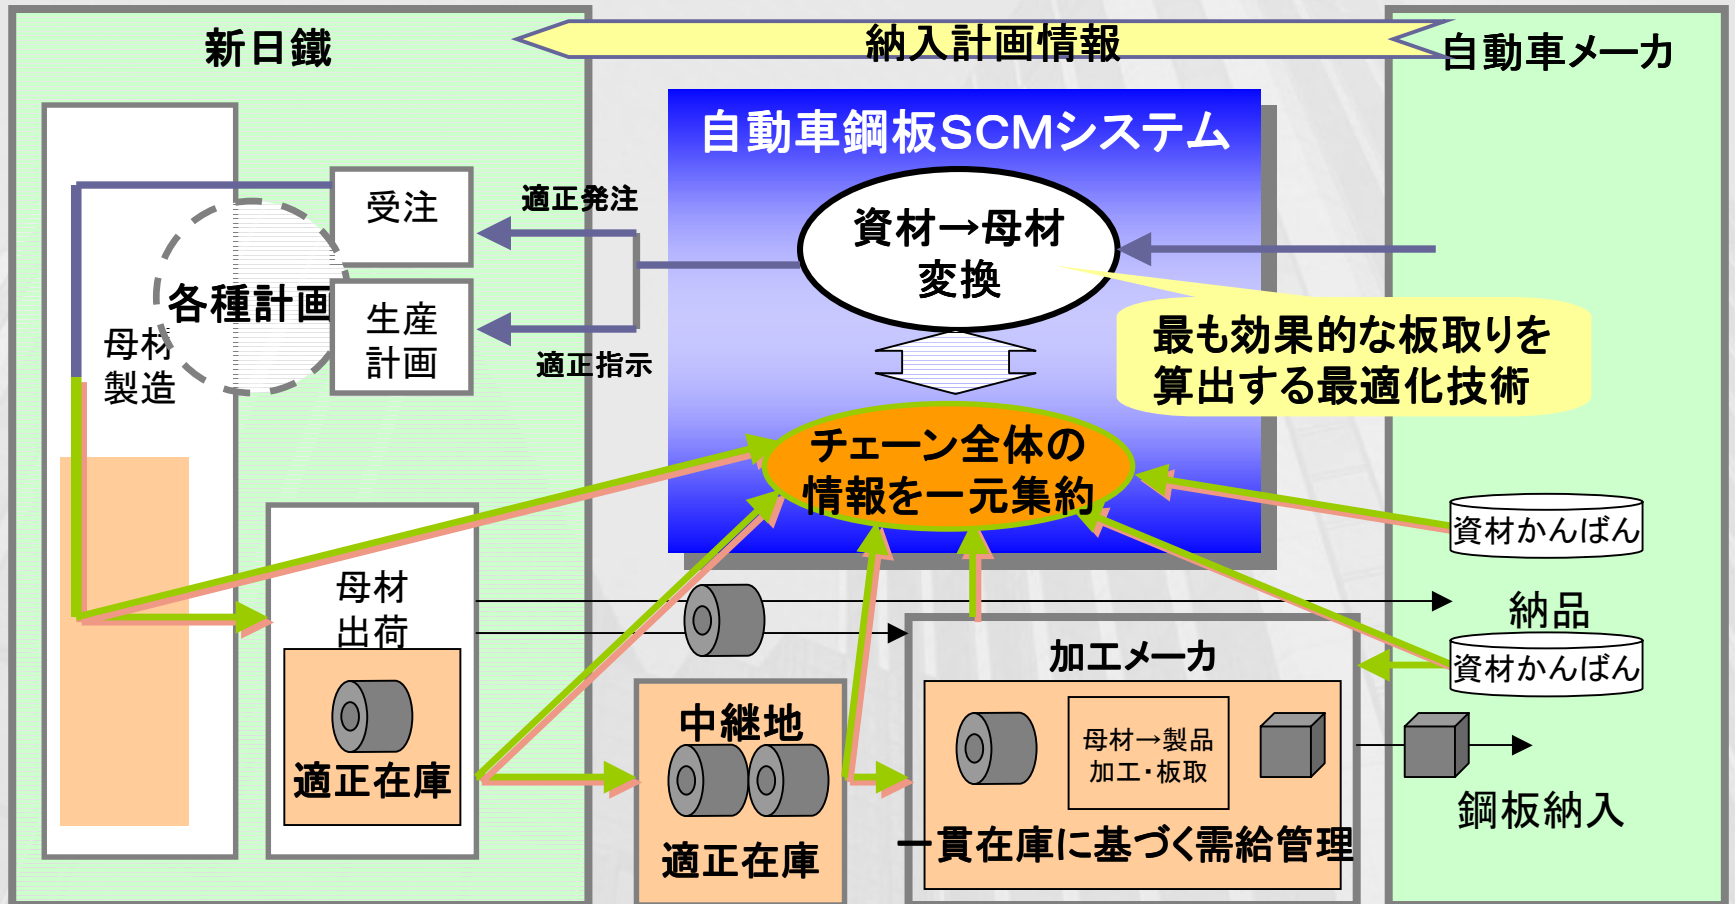 新日鐵
納入計画情報
自動車メーカ
自動車鋼板SCMシステム
受注
適正発注
資材→母材
変換
各種計画
生産
計画
適正指示
母材
製造
最も効果的な板取りを
算出する最適化技術
チェーン全体の
情報を一元集約
資材かんばん
母材
出荷
納品
資材かんばん
加工メーカ
適正在庫
中継地
適正在庫
母材→製品
加工・板取
一貫在庫に基づく需給管理
鋼板納入